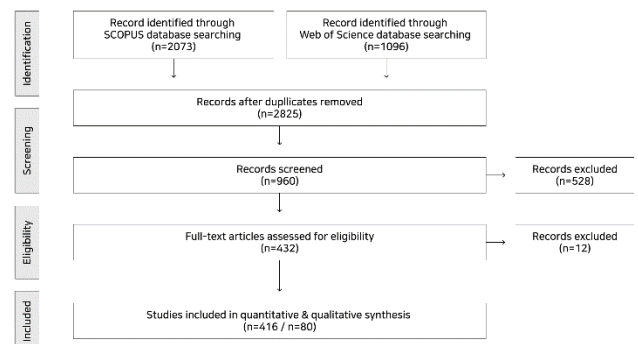 Identification
Record identified through
SCOPUS database searching
(n=2073)
Record identified through
Web of Science database searching
(n=1096)
Records after dupllicates removed
(n=2825)
Screening
Records screened
(n=960)
Records excluded
(n=528)
Eligibility
Full-text articles assessed for eligibility
(n=432)
Records excluded
(n=12)
Included
Studies included in quantitative & qualitative synthesis
(n=416 / n=80)